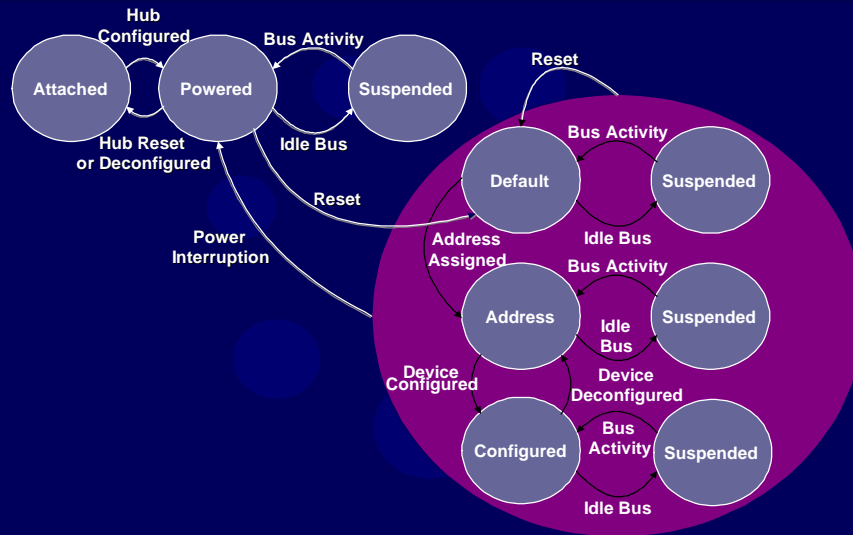 Hub
Configured
Bus Activity
Attached
Powered
Suspended
Hub Reset
or Deconfigured
Idle Bus
Reset
Reset
Power
Interruption
Bus Activity
Default
Suspended
Idle Bus
Address
Assigned
Bus Activity
Address
Suspended
Idle
Bus
Device
Configured
Device
Deconfigured
Bus
Activity
Configured
Suspended
Idle Bus